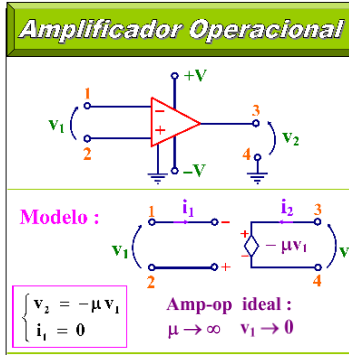 Amplificador Operacional
+V
1
−
3
v₁
+
v₂
2
4
−V
Modelo :
1 i₁ − i₂ 3
v₁ + − μv₁ v
−
2 + 4
v₂ = − μ v₁
i₁ = 0
Amp-op ideal :
μ → ∞ v₁ → 0